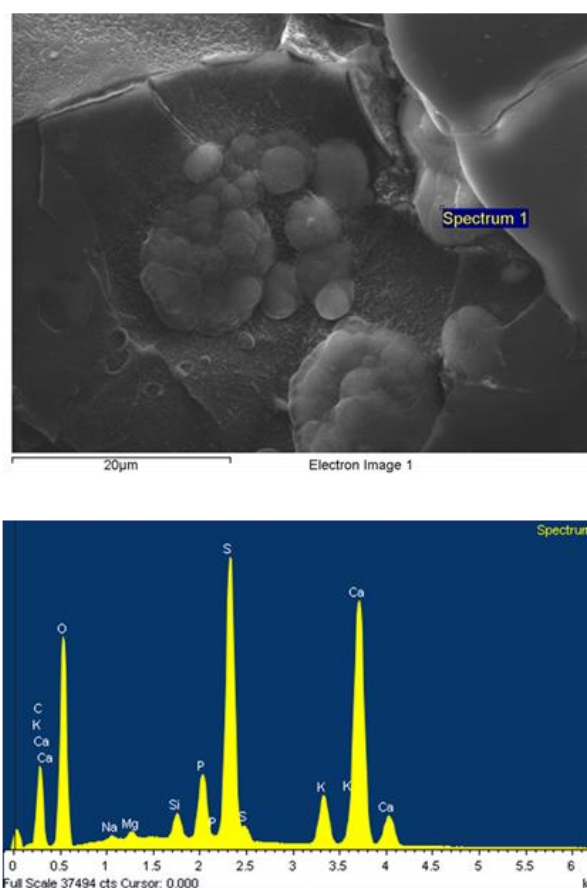 Spectrum 1
20µm
Electron Image 1
Spectrum
S
Ca
O
C
K
Ca
Ca
P
K
K
Si
Ca
Na
Mg
P
S
0 0.5 1 1.5 2 2.5 3 3.5 4 4.5 5 5.5 6
Full Scale 37494 cts Cursor: 0.000